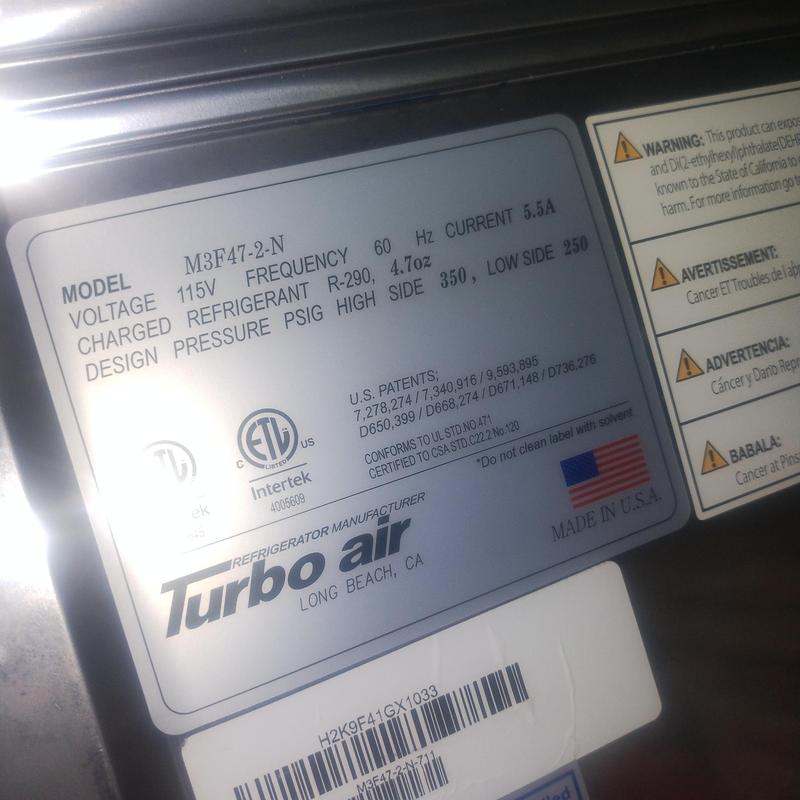 MODEL M3F47-2-N
VOLTAGE 115V FREQUENCY 60 Hz CURRENT 5.5A
CHARGED REFRIGERANT R-290, 4.7oz
DESIGN PRESSURE PSIG HIGH SIDE 350, LOW SIDE 250
U.S. PATENTS;
7,278,274 / 7,340,916 / 9,593,895
D650,399 / D668,274 / D671,148 / D736,276
CONFORMS TO UL STD.NO 471
CERTIFIED TO CSA STD.C22.2 No.120
*Do not clean label with solvent
C ETL US
LISTED
Intertek
4005609
REFRIGERATOR MANUFACTURER
Turbo air
LONG BEACH, CA
MADE IN U.S.A.
H2K9F41GX1033
M3F47-2-N-711
WARNING: This product can expos
and Di(2-ethylhexyl)phthalate(DEHP
known to the State of California to
harm. For more information go to
AVERTISSEMENT:
Cancer ET Troubles de l'ap
ADVERTENCIA:
Cáncer y Daño Repr
BABALA:
Cancer at Pins